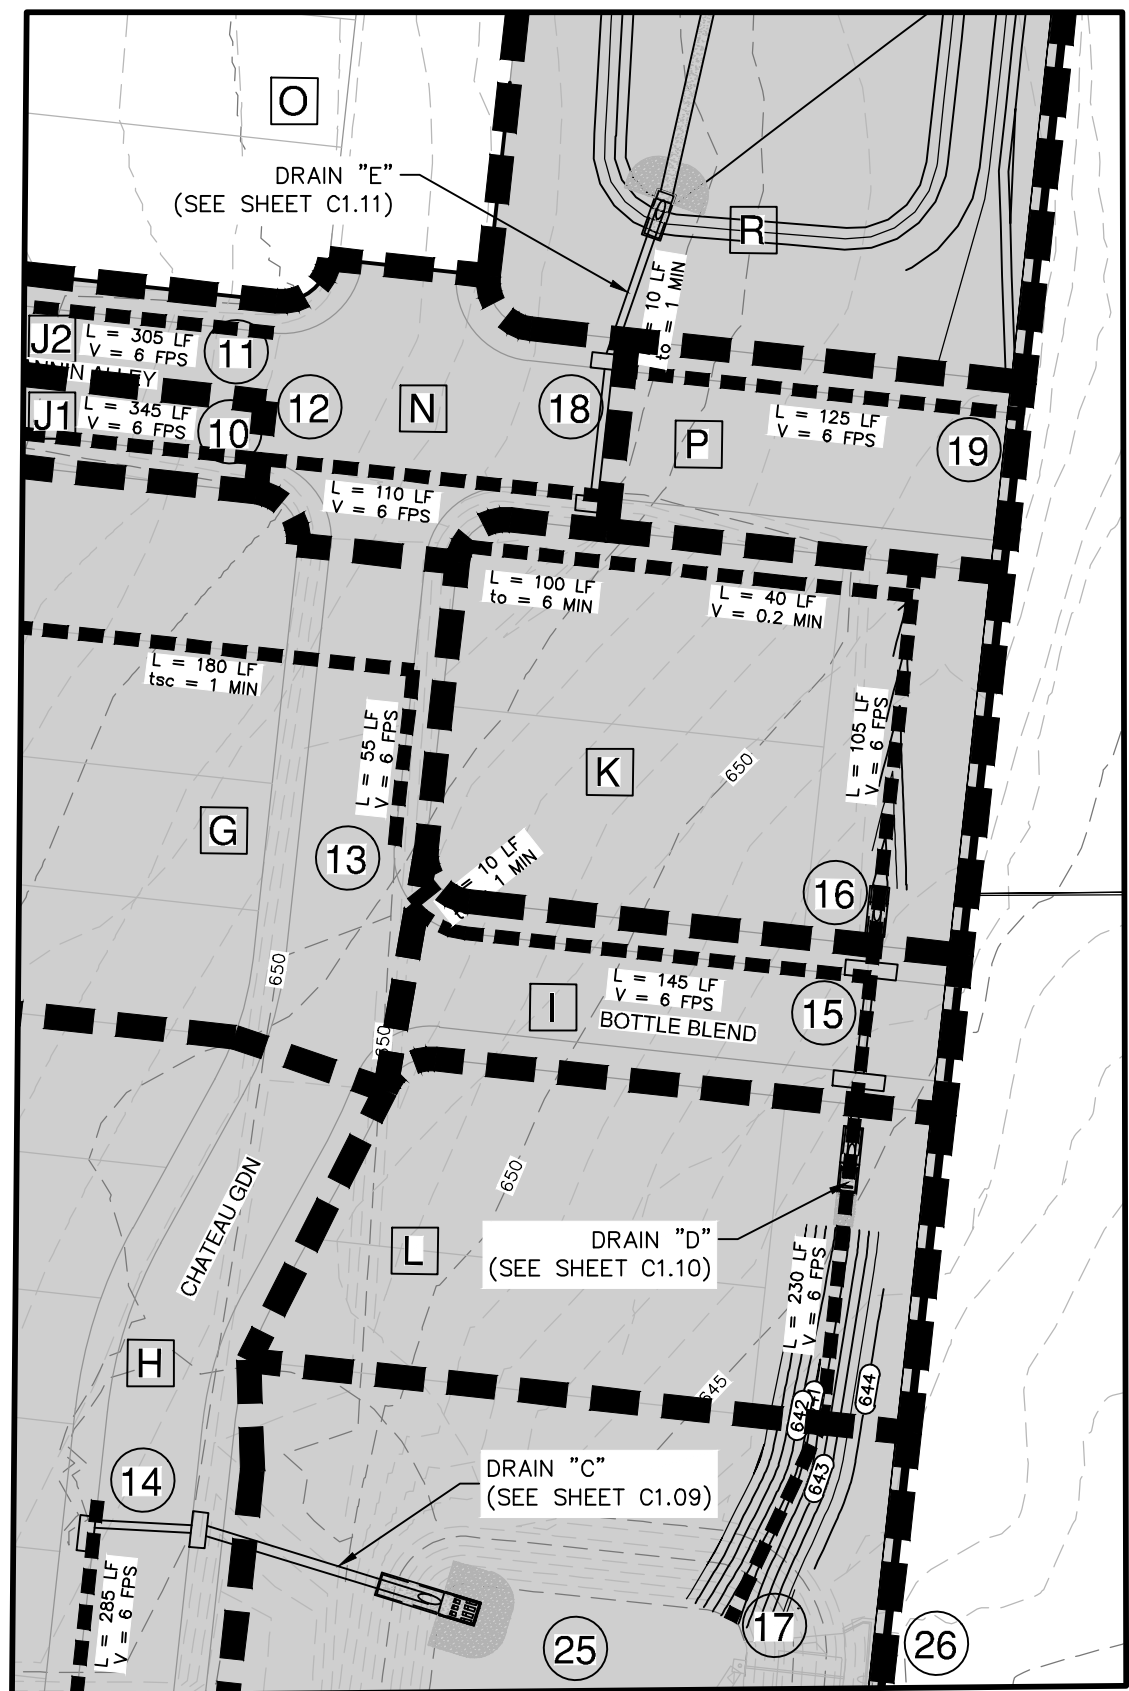 O
DRAIN "E"
(SEE SHEET C1.11)
R
10 LF
to = 1 MIN
J2
L = 305 LF
V = 6 FPS
11
ALLEY
J1
L = 345 LF
V = 6 FPS
10
12
N
18
P
L = 125 LF
V = 6 FPS
19
L = 110 LF
V = 6 FPS
L = 100 LF
to = 6 MIN
L = 40 LF
V = 0.2 MIN
L = 180 LF
tsc = 1 MIN
L = 55 LF
V = 6 FPS
L = 105 LF
V = 6 FPS
650
K
G
13
= 10 LF
1 MIN
16
650
L = 145 LF
V = 6 FPS
I
BOTTLE BLEND
15
650
650
CHATEAU GDN
L
DRAIN "D"
(SEE SHEET C1.10)
L = 230 LF
V = 6 FPS
H
645
642
644
643
14
DRAIN "C"
(SEE SHEET C1.09)
L = 285 LF
V = 6 FPS
25
17
26